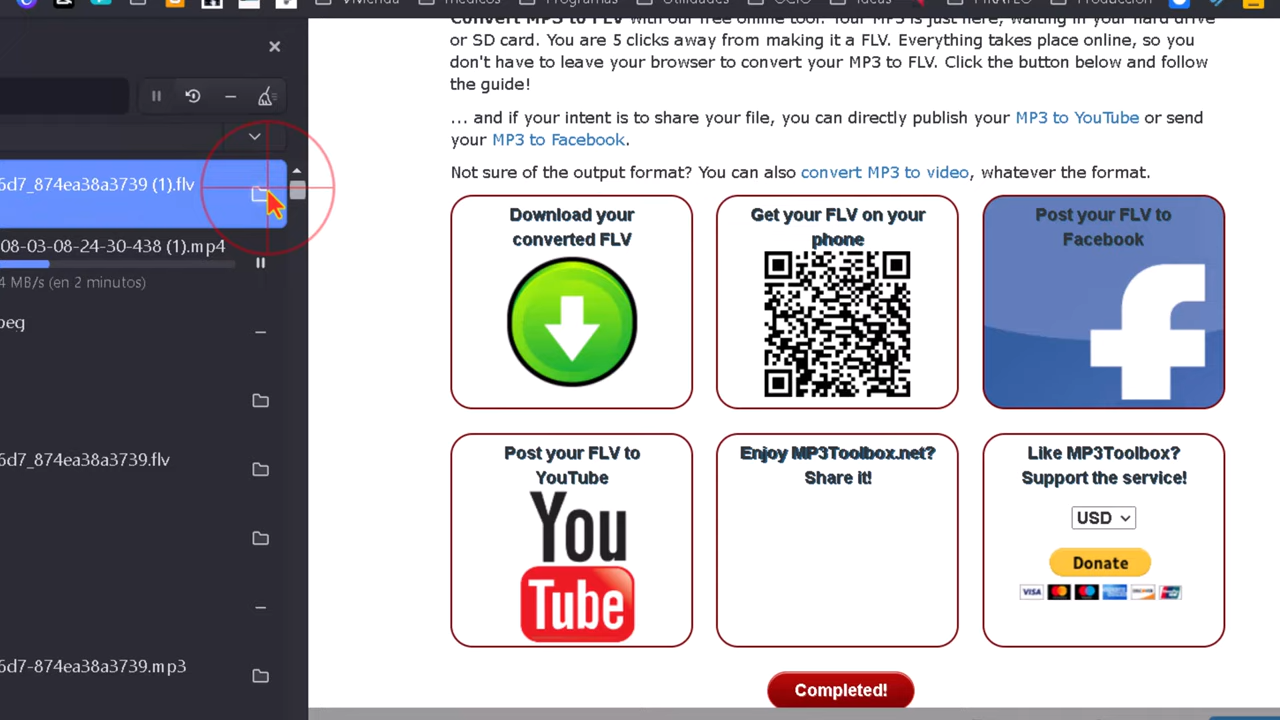 Vivienda
Programas
Utilidades
OCIO
Ideas
Convert MP3 to FLV with our free online tool. Your MP3 is just here, waiting in your hard drive
or SD card. You are 5 clicks away from making it a FLV. Everything takes place online, so you
don't have to leave your browser to convert your MP3 to FLV. Click the button below and follow
the guide!
... and if your intent is to share your file, you can directly publish your MP3 to YouTube or send
your MP3 to Facebook.
Not sure of the output format? You can also convert MP3 to video, whatever the format.
6d7_874ea38a3739 (1).flv
08-03-08-24-30-438 (1).mp4
4 MB/s (en 2 minutos)
peg
6d7_874ea38a3739.flv
6d7-874ea38a3739.mp3
Download your
converted FLV
Get your FLV on your
phone
Post your FLV to
Facebook
Post your FLV to
YouTube
You
Tube
Enjoy MP3Toolbox.net?
Share it!
Like MP3Toolbox?
Support the service!
USD
Donate
VISA
Completed!